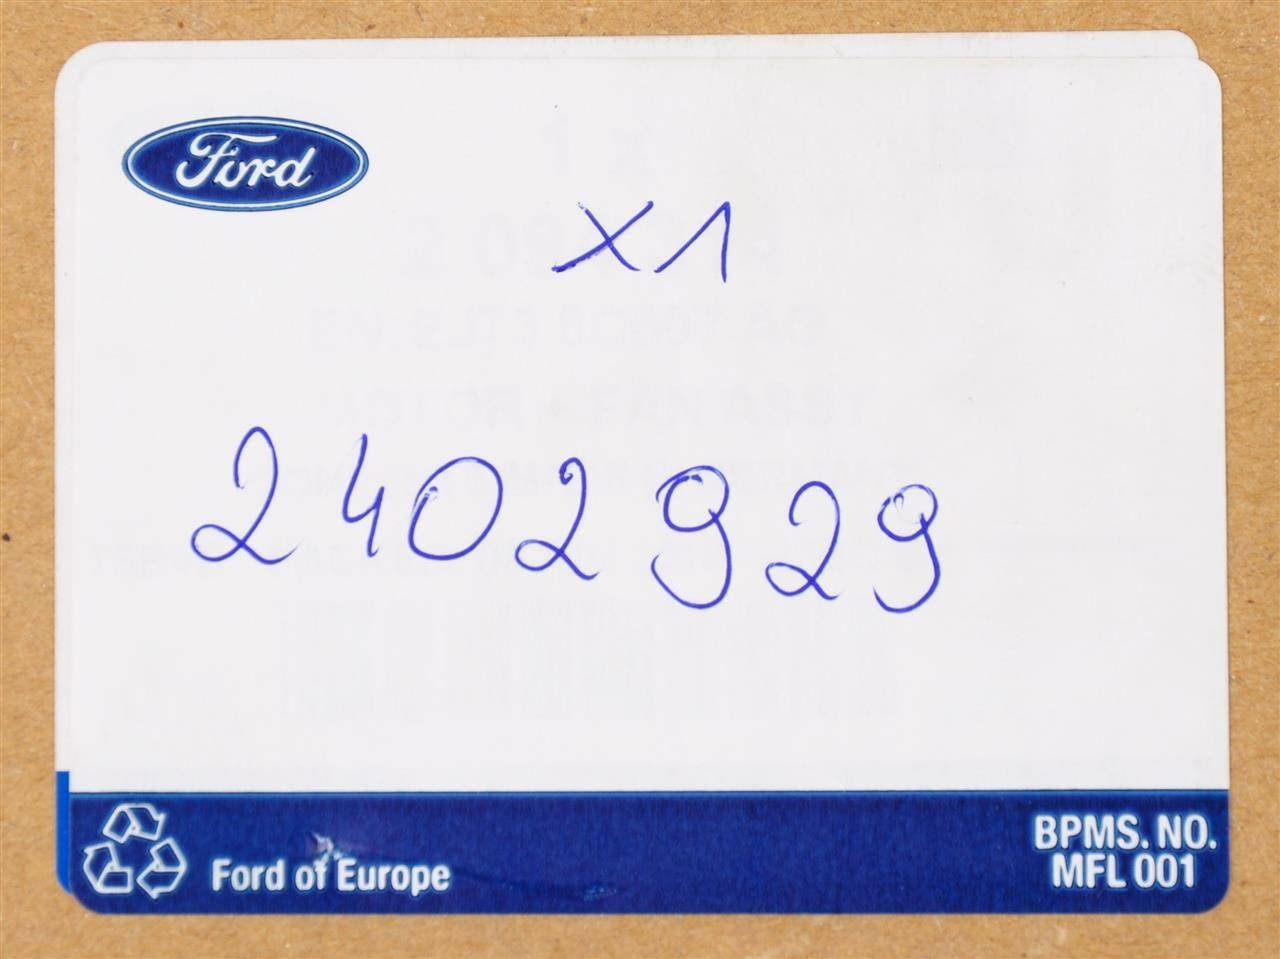 Ford
X1
2402929
Ford of Europe
BPMS. NO.
MFL 001